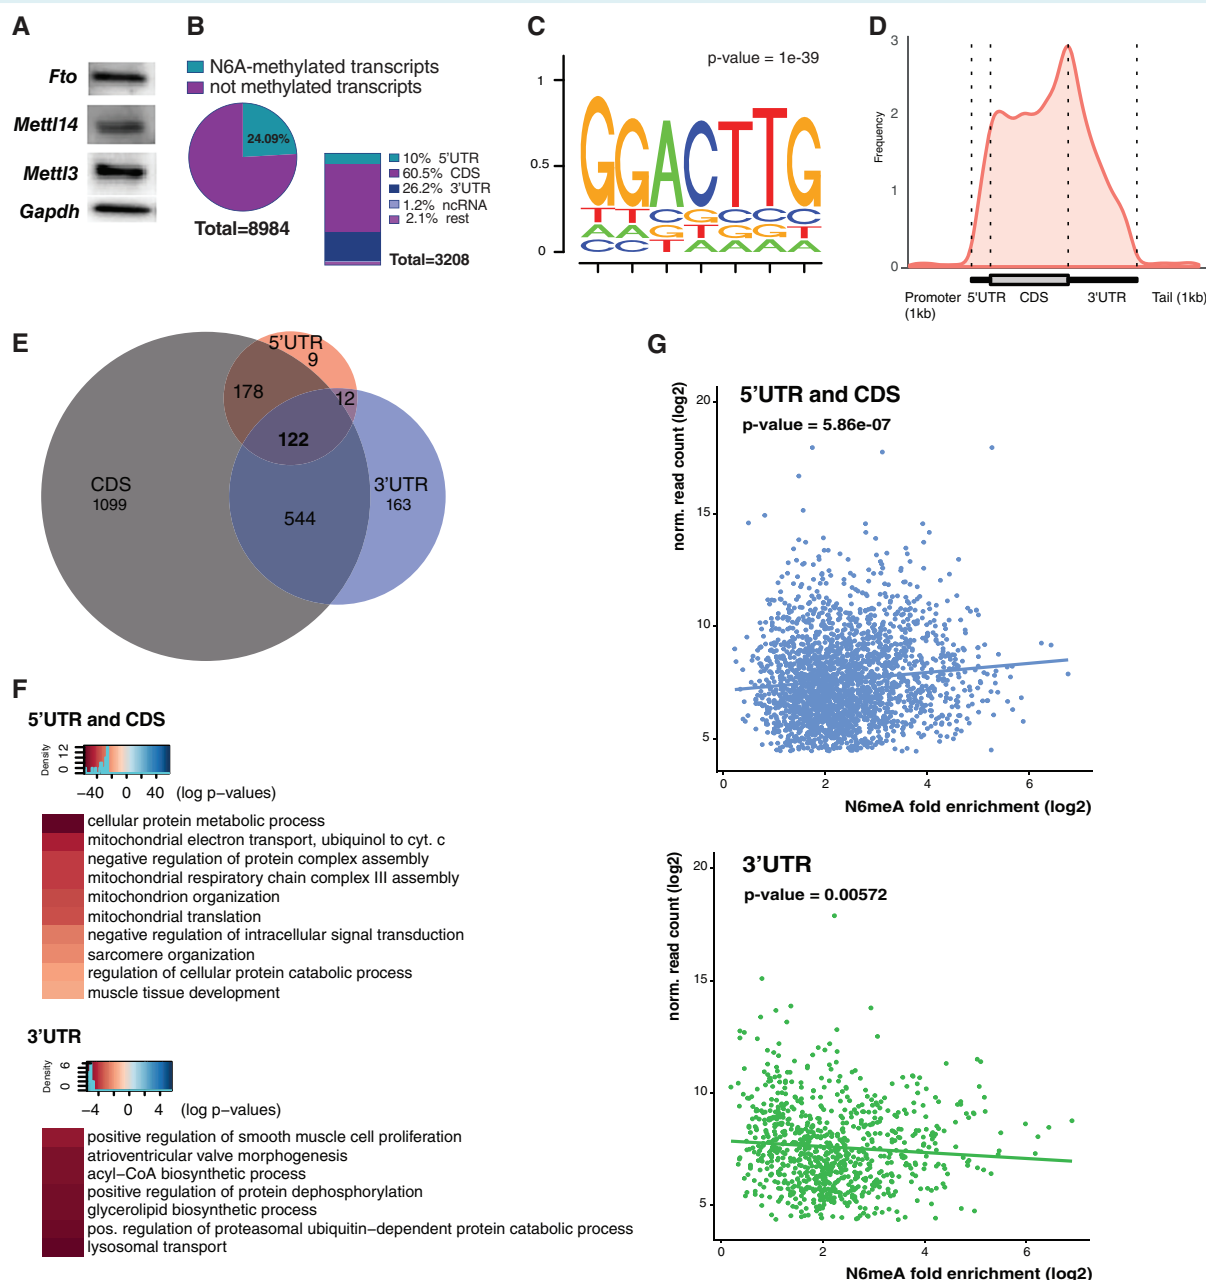 A
Fto
Mettl14
Mettl3
Gapdh
B
N6A-methylated transcripts
not methylated transcripts
24.09%
Total=8984
10% 5'UTR
60.5% CDS
26.2% 3'UTR
1.2% ncRNA
2.1% rest
Total=3208
C
p-value = 1e-39
1
0.5
0
GGACTTG
TTCGCCC
AAGTGGT
CCTAAAA
D
Frequency
3
2
1
0
Promoter (1kb)
5'UTR
CDS
3'UTR
Tail (1kb)
E
5'UTR
9
178
12
122
CDS
1099
3'UTR
163
544
F
5'UTR and CDS
Density
0 12
−40 0 40 (log p-values)
cellular protein metabolic process
mitochondrial electron transport, ubiquinol to cyt. c
negative regulation of protein complex assembly
mitochondrial respiratory chain complex III assembly
mitochondrion organization
mitochondrial translation
negative regulation of intracellular signal transduction
sarcomere organization
regulation of cellular protein catabolic process
muscle tissue development
3'UTR
Density
0 6
−4 0 4 (log p-values)
positive regulation of smooth muscle cell proliferation
atrioventricular valve morphogenesis
acyl−CoA biosynthetic process
positive regulation of protein dephosphorylation
glycerolipid biosynthetic process
pos. regulation of proteasomal ubiquitin−dependent protein catabolic process
lysosomal transport
G
5'UTR and CDS
p-value = 5.86e-07
norm. read count (log2)
20
15
10
5
0 2 4 6
N6meA fold enrichment (log2)
3'UTR
p-value = 0.00572
norm. read count (log2)
20
15
10
5
0 2 4 6
N6meA fold enrichment (log2)